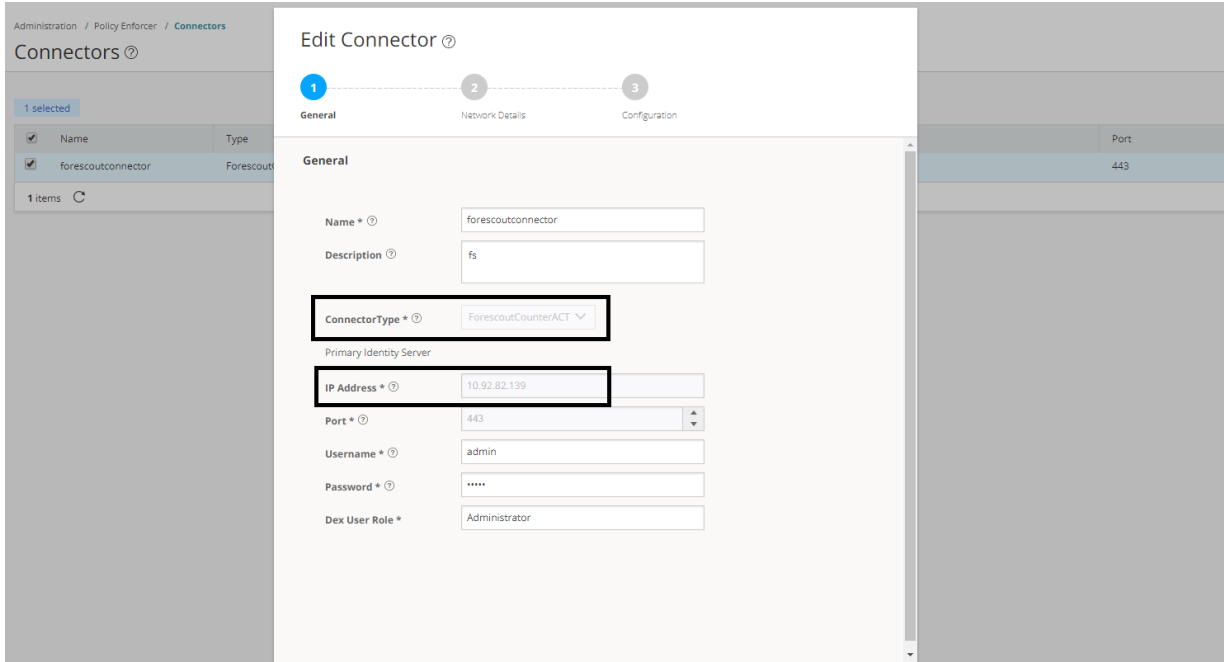 Administration / Policy Enforcer / Connectors
Connectors
1 selected
Name Type Port
forescoutconnector 443
1 items
Edit Connector
1 2 3
General Network Details Configuration
General
Name * forescoutconnector
Description fs
ConnectorType * ForescoutCounterACT
Primary Identity Server
IP Address * 10.92.82.139
Port * 443
Username * admin
Password * •••••
Dex User Role * Administrator